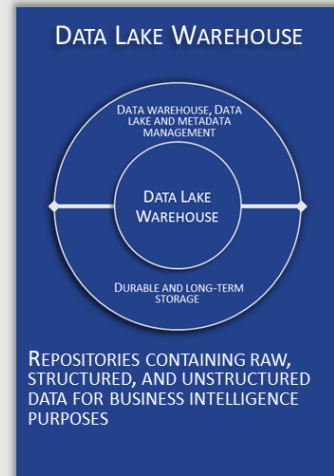 DATA LAKE WAREHOUSE
DATA WAREHOUSE, DATA
LAKE AND METADATA
MANAGEMENT
DATA LAKE
WAREHOUSE
DURABLE AND LONG-TERM
STORAGE
REPOSITORIES CONTAINING RAW,
STRUCTURED, AND UNSTRUCTURED
DATA FOR BUSINESS INTELLIGENCE
PURPOSES